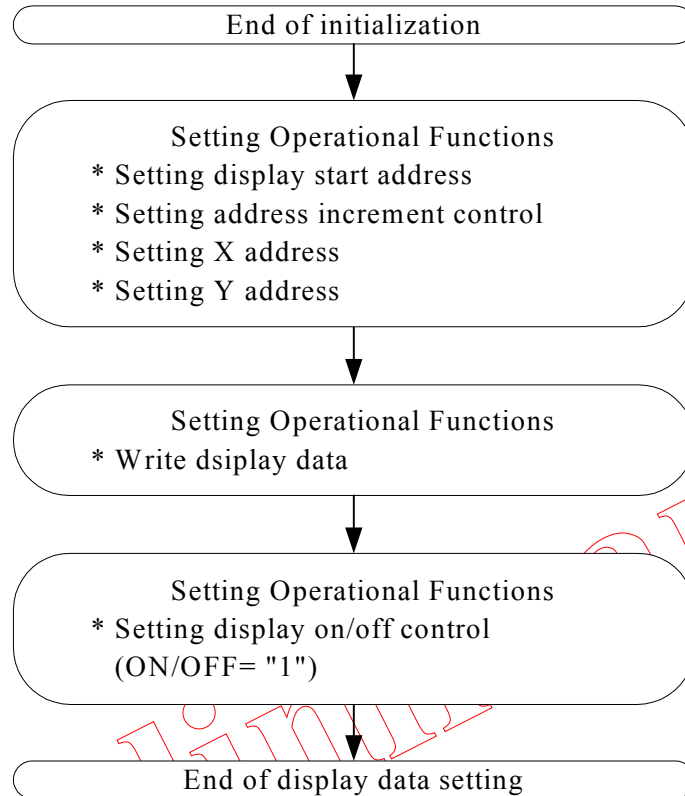 End of initialization
Setting Operational Functions
* Setting display start address
* Setting address increment control
* Setting X address
* Setting Y address
Setting Operational Functions
* Write dsiplay data
Setting Operational Functions
* Setting display on/off control
(ON/OFF= "1")
End of display data setting